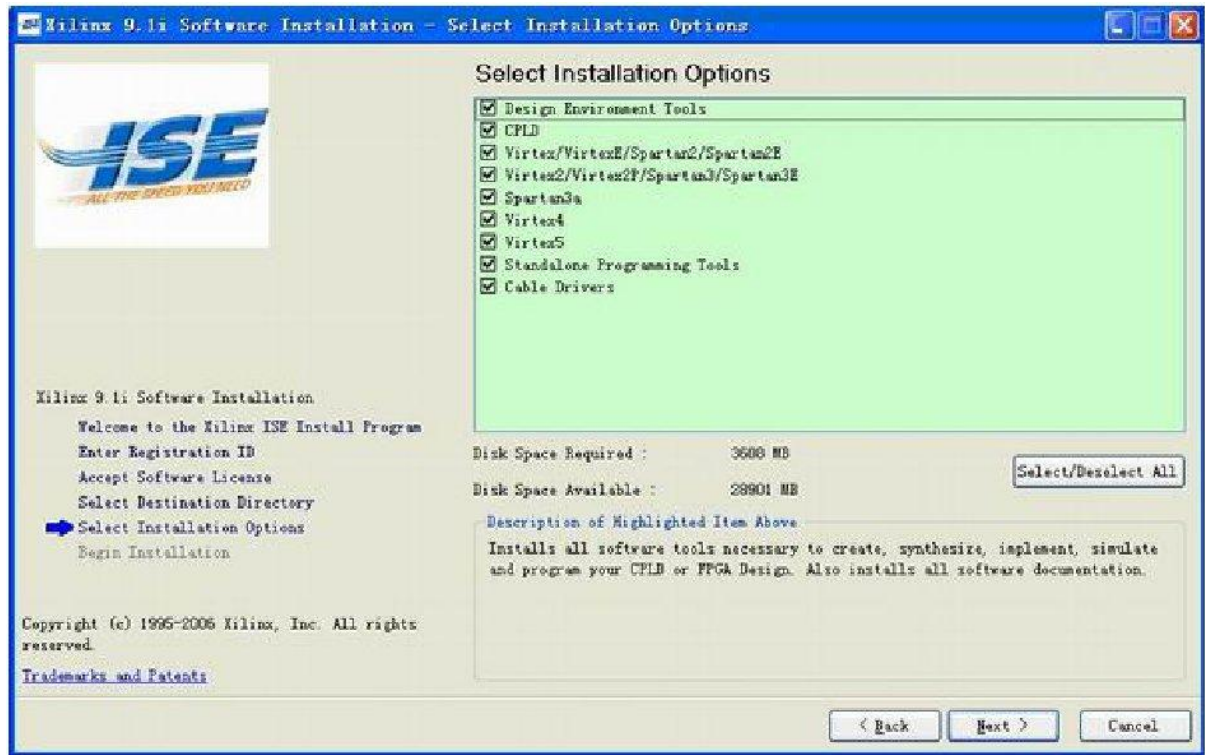 Xilinx 9.1i Software Installation - Select Installation Options
ISE
ALL THE SPEED YOU NEED
Select Installation Options
Design Environment Tools
CPLD
Virtex/VirtexE/Spartan2/Spartan2E
Virtex2/Virtex2P/Spartan3/Spartan3E
Spartan3a
Virtex4
Virtex5
Standalone Programming Tools
Cable Drivers
Xilinx 9.1i Software Installation
Welcome to the Xilinx ISE Install Program
Enter Registration ID
Accept Software License
Select Destination Directory
Select Installation Options
Begin Installation
Copyright (c) 1995-2006 Xilinx, Inc. All rights
reserved.
Trademarks and Patents
Disk Space Required : 3608 MB
Disk Space Available : 28901 MB
Select/Deselect All
Description of Highlighted Item Above
Installs all software tools necessary to create, synthesize, implement, simulate
and program your CPLD or FPGA Design. Also installs all software documentation.
< Back
Next >
Cancel